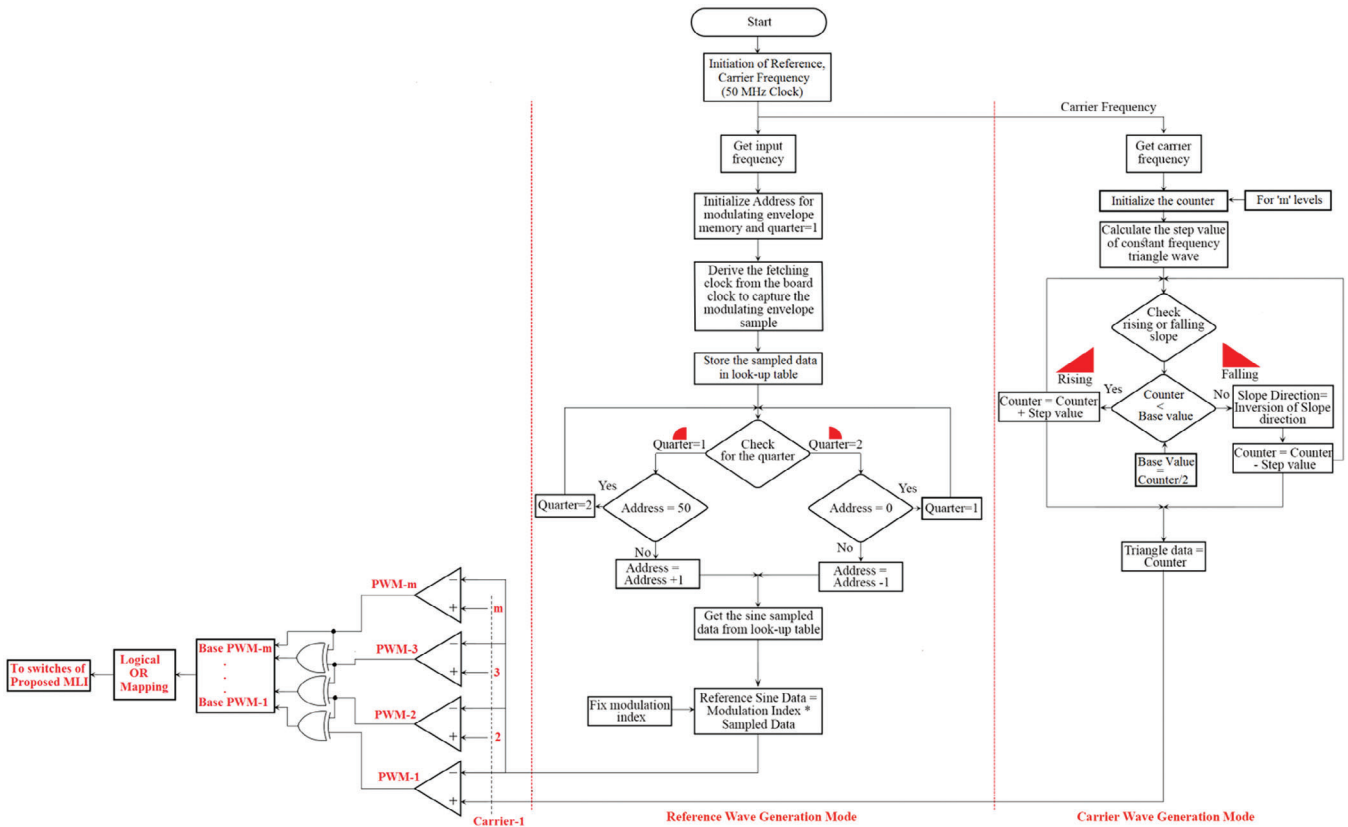 Start
Initiation of Reference,
Carrier Frequency
(50 MHz Clock)
Carrier Frequency
Get input
frequency
Initialize Address for
modulating envelope
memory and quarter=1
Derive the fetching
clock from the board
clock to capture the
modulating envelope
sample
Store the sampled data
in look-up table
Check
for the quarter
Quarter=1
Quarter=2
Yes
Quarter=2
Address = 50
No
Address =
Address +1
Yes
Quarter=1
Address = 0
No
Address =
Address -1
Get the sine sampled
data from look-up table
Fix modulation
index
Reference Sine Data =
Modulation Index *
Sampled Data
Reference Wave Generation Mode
Get carrier
frequency
Initialize the counter
For 'm' levels
Calculate the step value
of constant frequency
triangle wave
Check
rising or falling
slope
Rising
Falling
Yes
Counter
<
Base value
No
Counter = Counter
+ Step value
Slope Direction=
Inversion of Slope
direction
Counter = Counter
- Step value
Base Value
=
Counter/2
Triangle data =
Counter
Carrier Wave Generation Mode
PWM-m
−
+
m
PWM-3
−
+
3
PWM-2
−
+
2
PWM-1
−
+
Carrier-1
Base PWM-m
.
.
.
Base PWM-1
Logical
OR
Mapping
To switches of
Proposed MLI